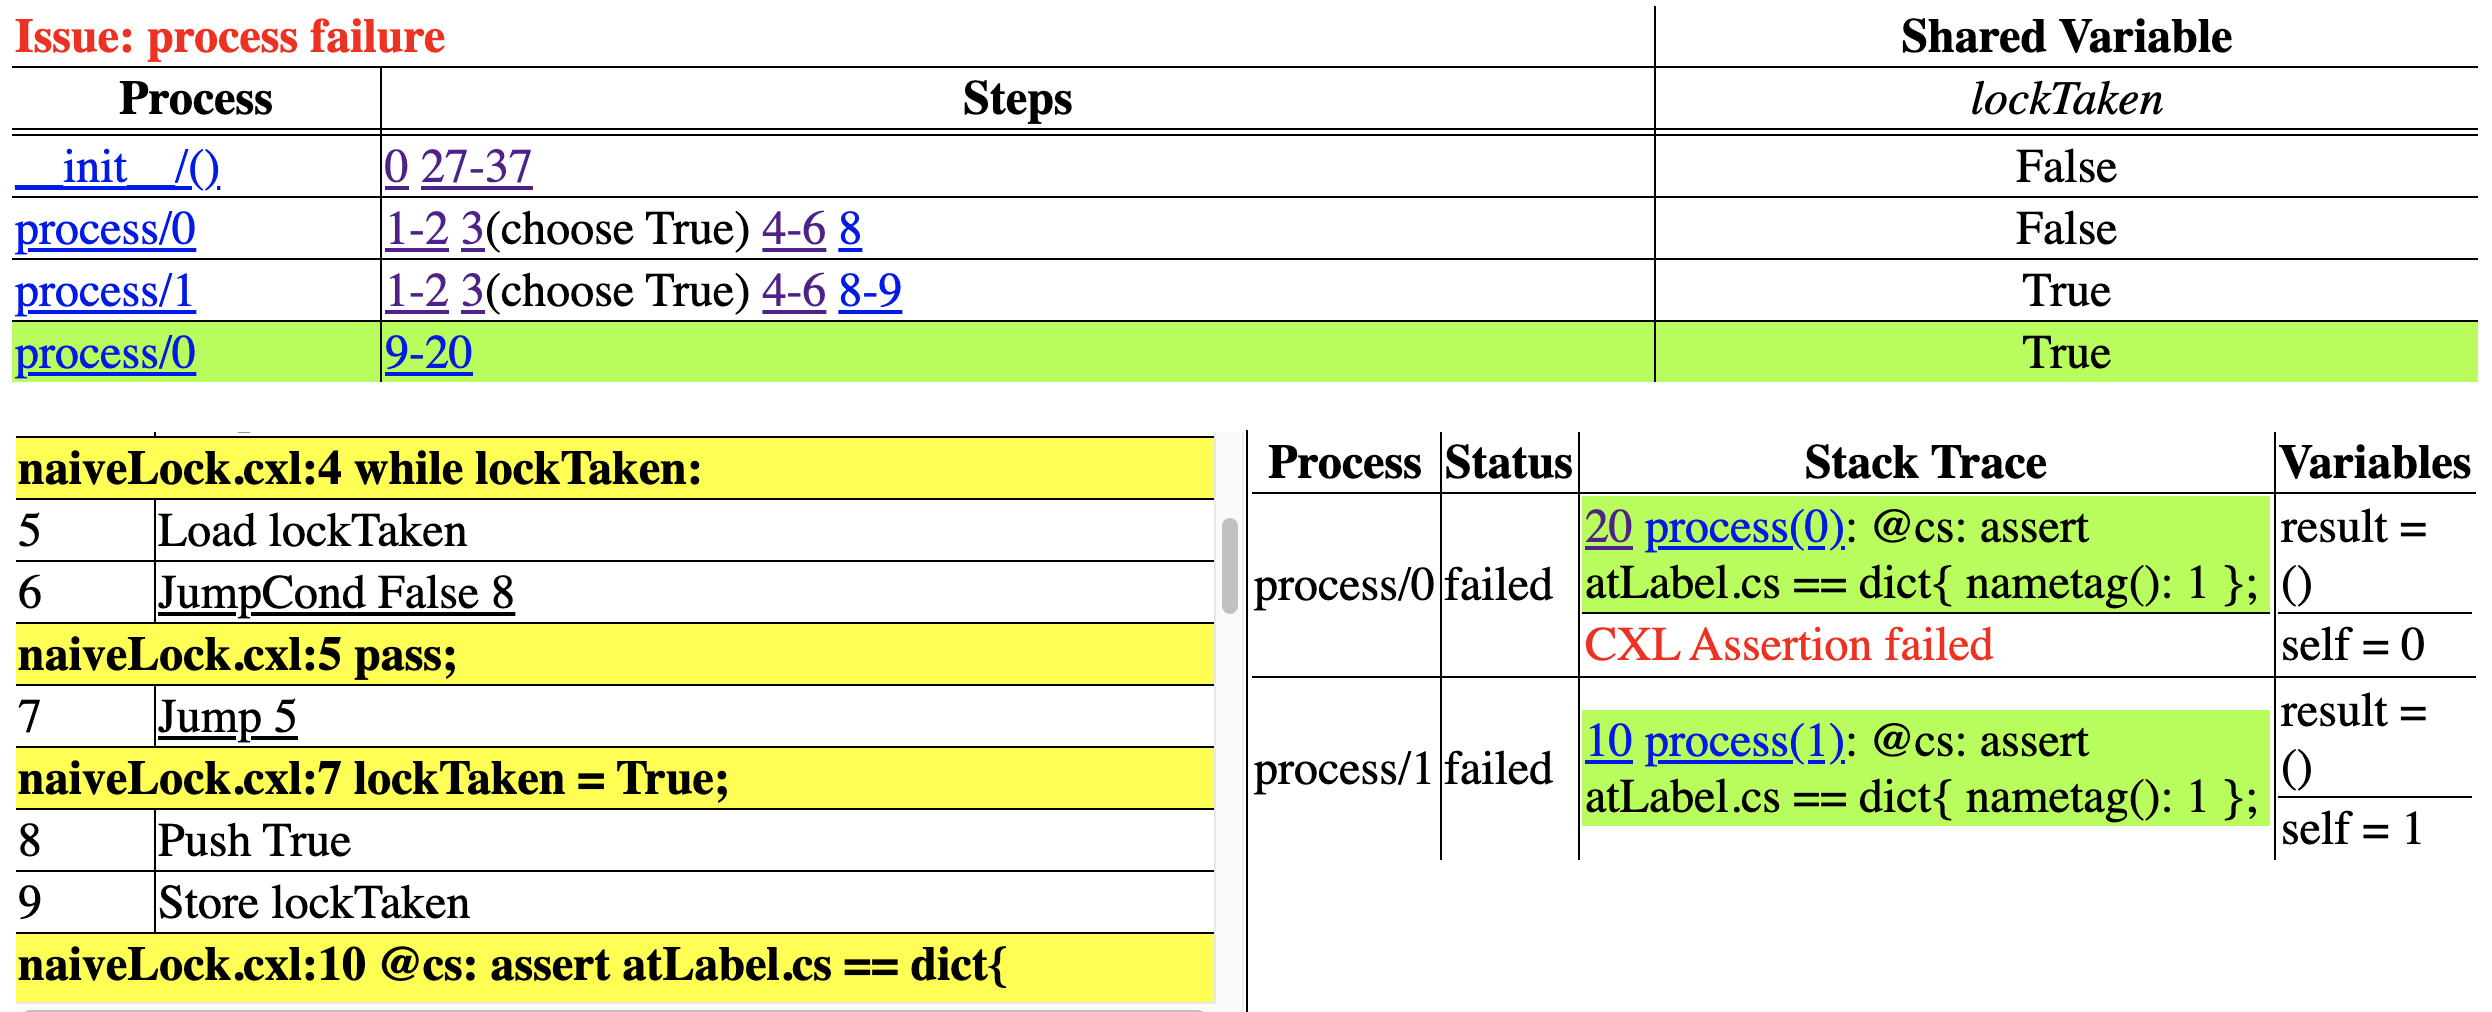 Issue: process failure
Shared Variable
Process Steps lockTaken
__init__/() 0 27-37 False
process/0 1-2 3(choose True) 4-6 8 False
process/1 1-2 3(choose True) 4-6 8-9 True
process/0 9-20 True
naiveLock.cxl:4 while lockTaken:
5 Load lockTaken
6 JumpCond False 8
naiveLock.cxl:5 pass;
7 Jump 5
naiveLock.cxl:7 lockTaken = True;
8 Push True
9 Store lockTaken
naiveLock.cxl:10 @cs: assert atLabel.cs == dict{
Process Status Stack Trace Variables
process/0 failed
20 process(0): @cs: assert
atLabel.cs == dict{ nametag(): 1 };
CXL Assertion failed
result =
()
self = 0
process/1 failed
10 process(1): @cs: assert
atLabel.cs == dict{ nametag(): 1 };
result =
()
self = 1